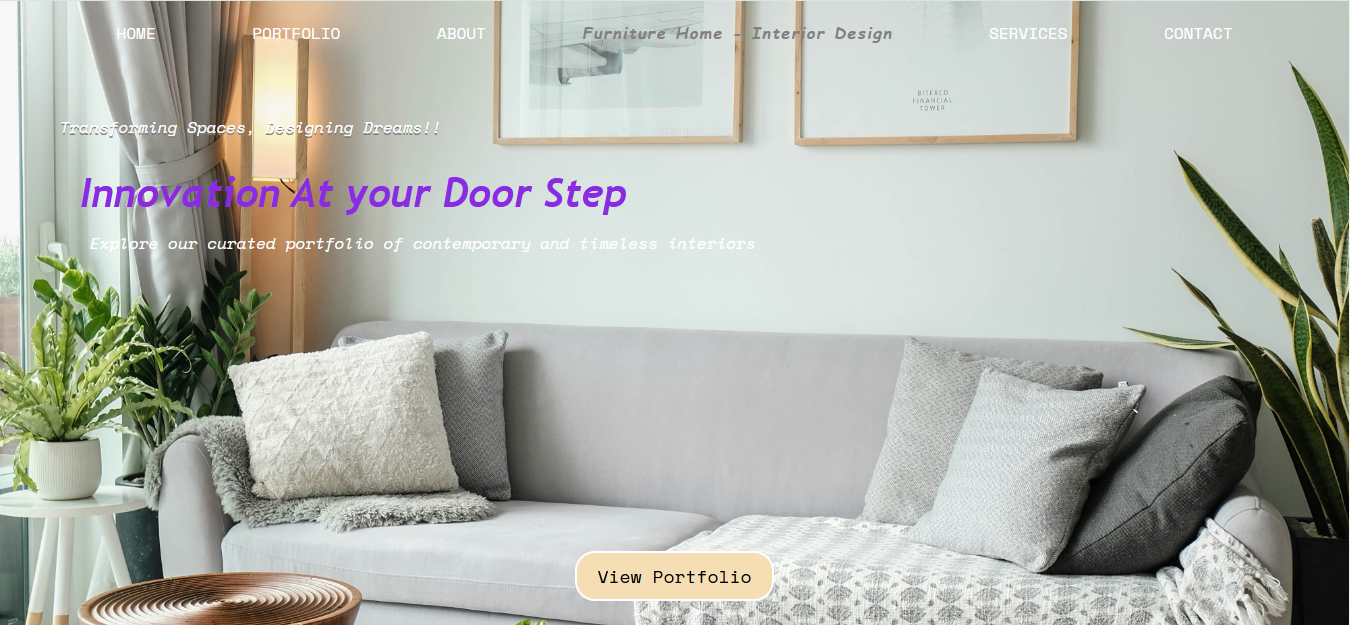 HOME PORTFOLIO ABOUT Furniture Home - Interior Design SERVICES CONTACT
BITEXCO
FINANCIAL
TOWER
Transforming Spaces, Designing Dreams!!
Innovation At your Door Step
Explore our curated portfolio of contemporary and timeless interiors
View Portfolio